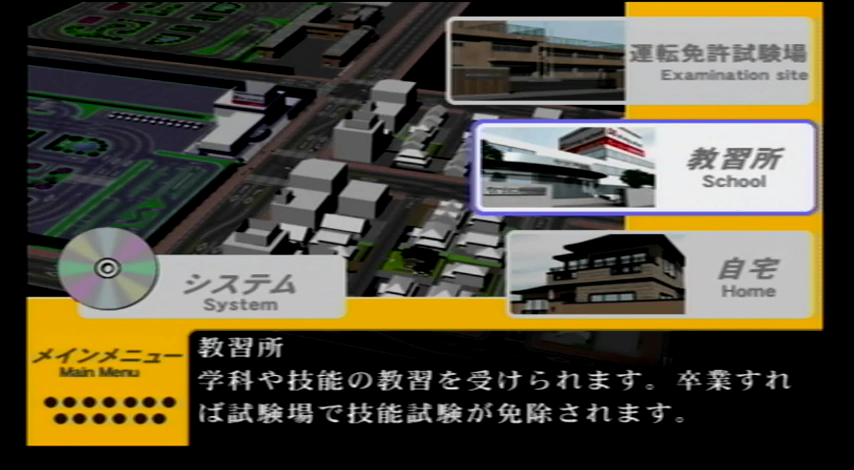 運転免許試験場
Examination site
教習所
School
自宅
Home
システム
System
メインメニュー
Main Menu
教習所
学科や技能の教習を受けられます。卒業すれ
ば試験場で技能試験が免除されます。